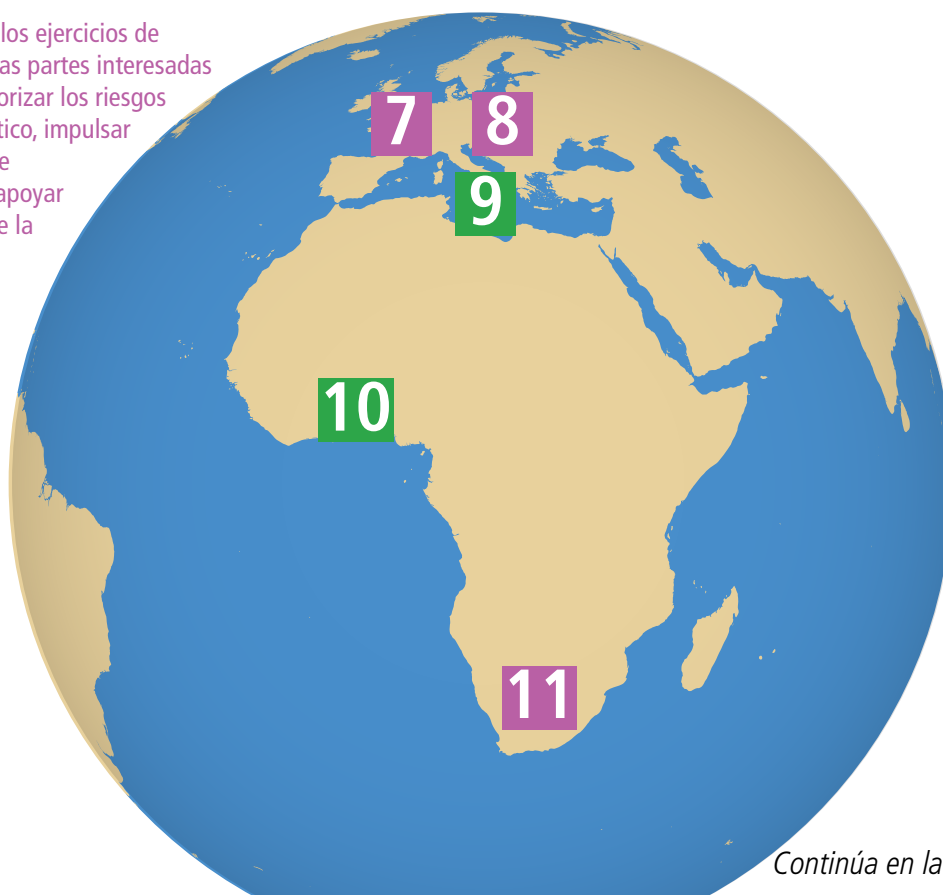 los ejercicios de
as partes interesadas
orizar los riesgos
tico, impulsar
e
apoyar
e la
7
8
9
10
11
Continúa en la